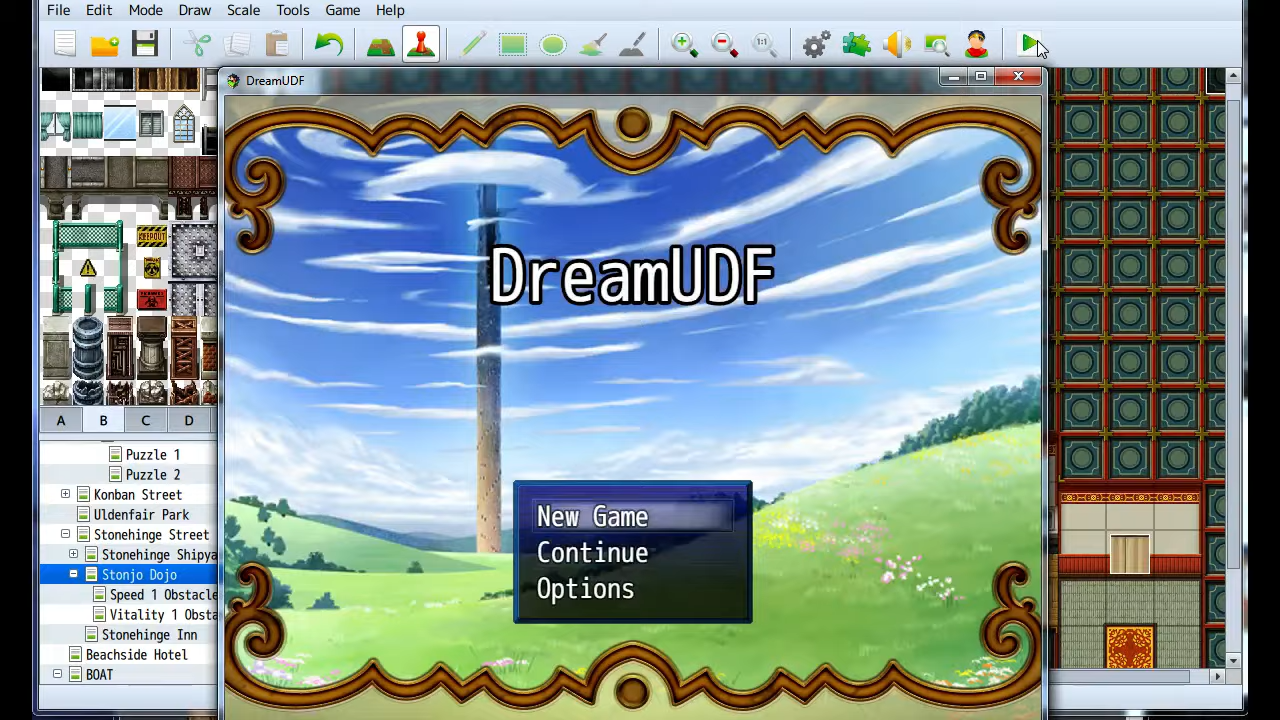 File Edit Mode Draw Scale Tools Game Help
DreamUDF
DreamUDF
New Game
Continue
Options
KEEPOUT
A B C D
Puzzle 1
Puzzle 2
Konban Street
Uldenfair Park
Stonehinge Street
Stonehinge Shipya
Stonjo Dojo
Speed 1 Obstacle
Vitality 1 Obsta
Stonehinge Inn
Beachside Hotel
BOAT